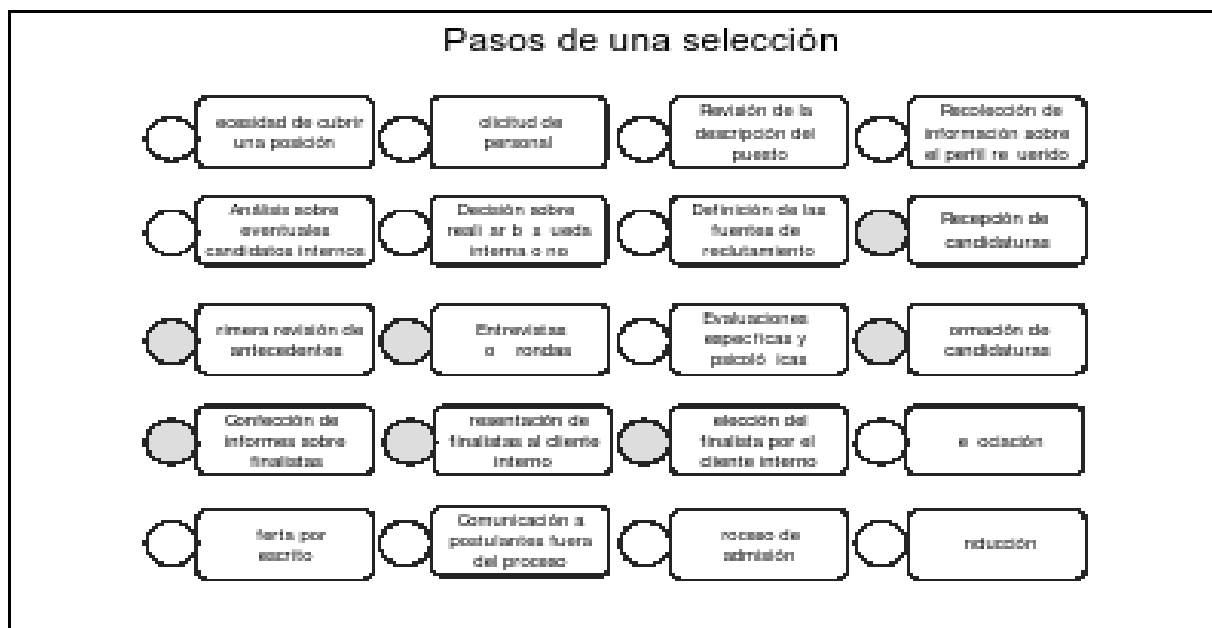 Pasos de una selección
ecesidad de cubrir
una posición
olicitud de
personal
Revisión de la
descripción del
puesto
Recolección de
información sobre
el perfil re uerido
Análisis sobre
eventuales
candidatos internos
Decisión sobre
reali ar b s ueda
interna o no
Definición de las
fuentes de
reclutamiento
Recepción de
candidaturas
rimera revisión de
antecedentes
Entrevistas
o rondas
Evaluaciones
específicas y
psicoló icas
ormación de
candidaturas
Confección de
informes sobre
finalistas
resentación de
finalistas al cliente
interno
elección del
finalista por el
cliente interno
e ociación
ferta por
escrito
Comunicación a
postulantes fuera
del proceso
roceso de
admisión
nducción